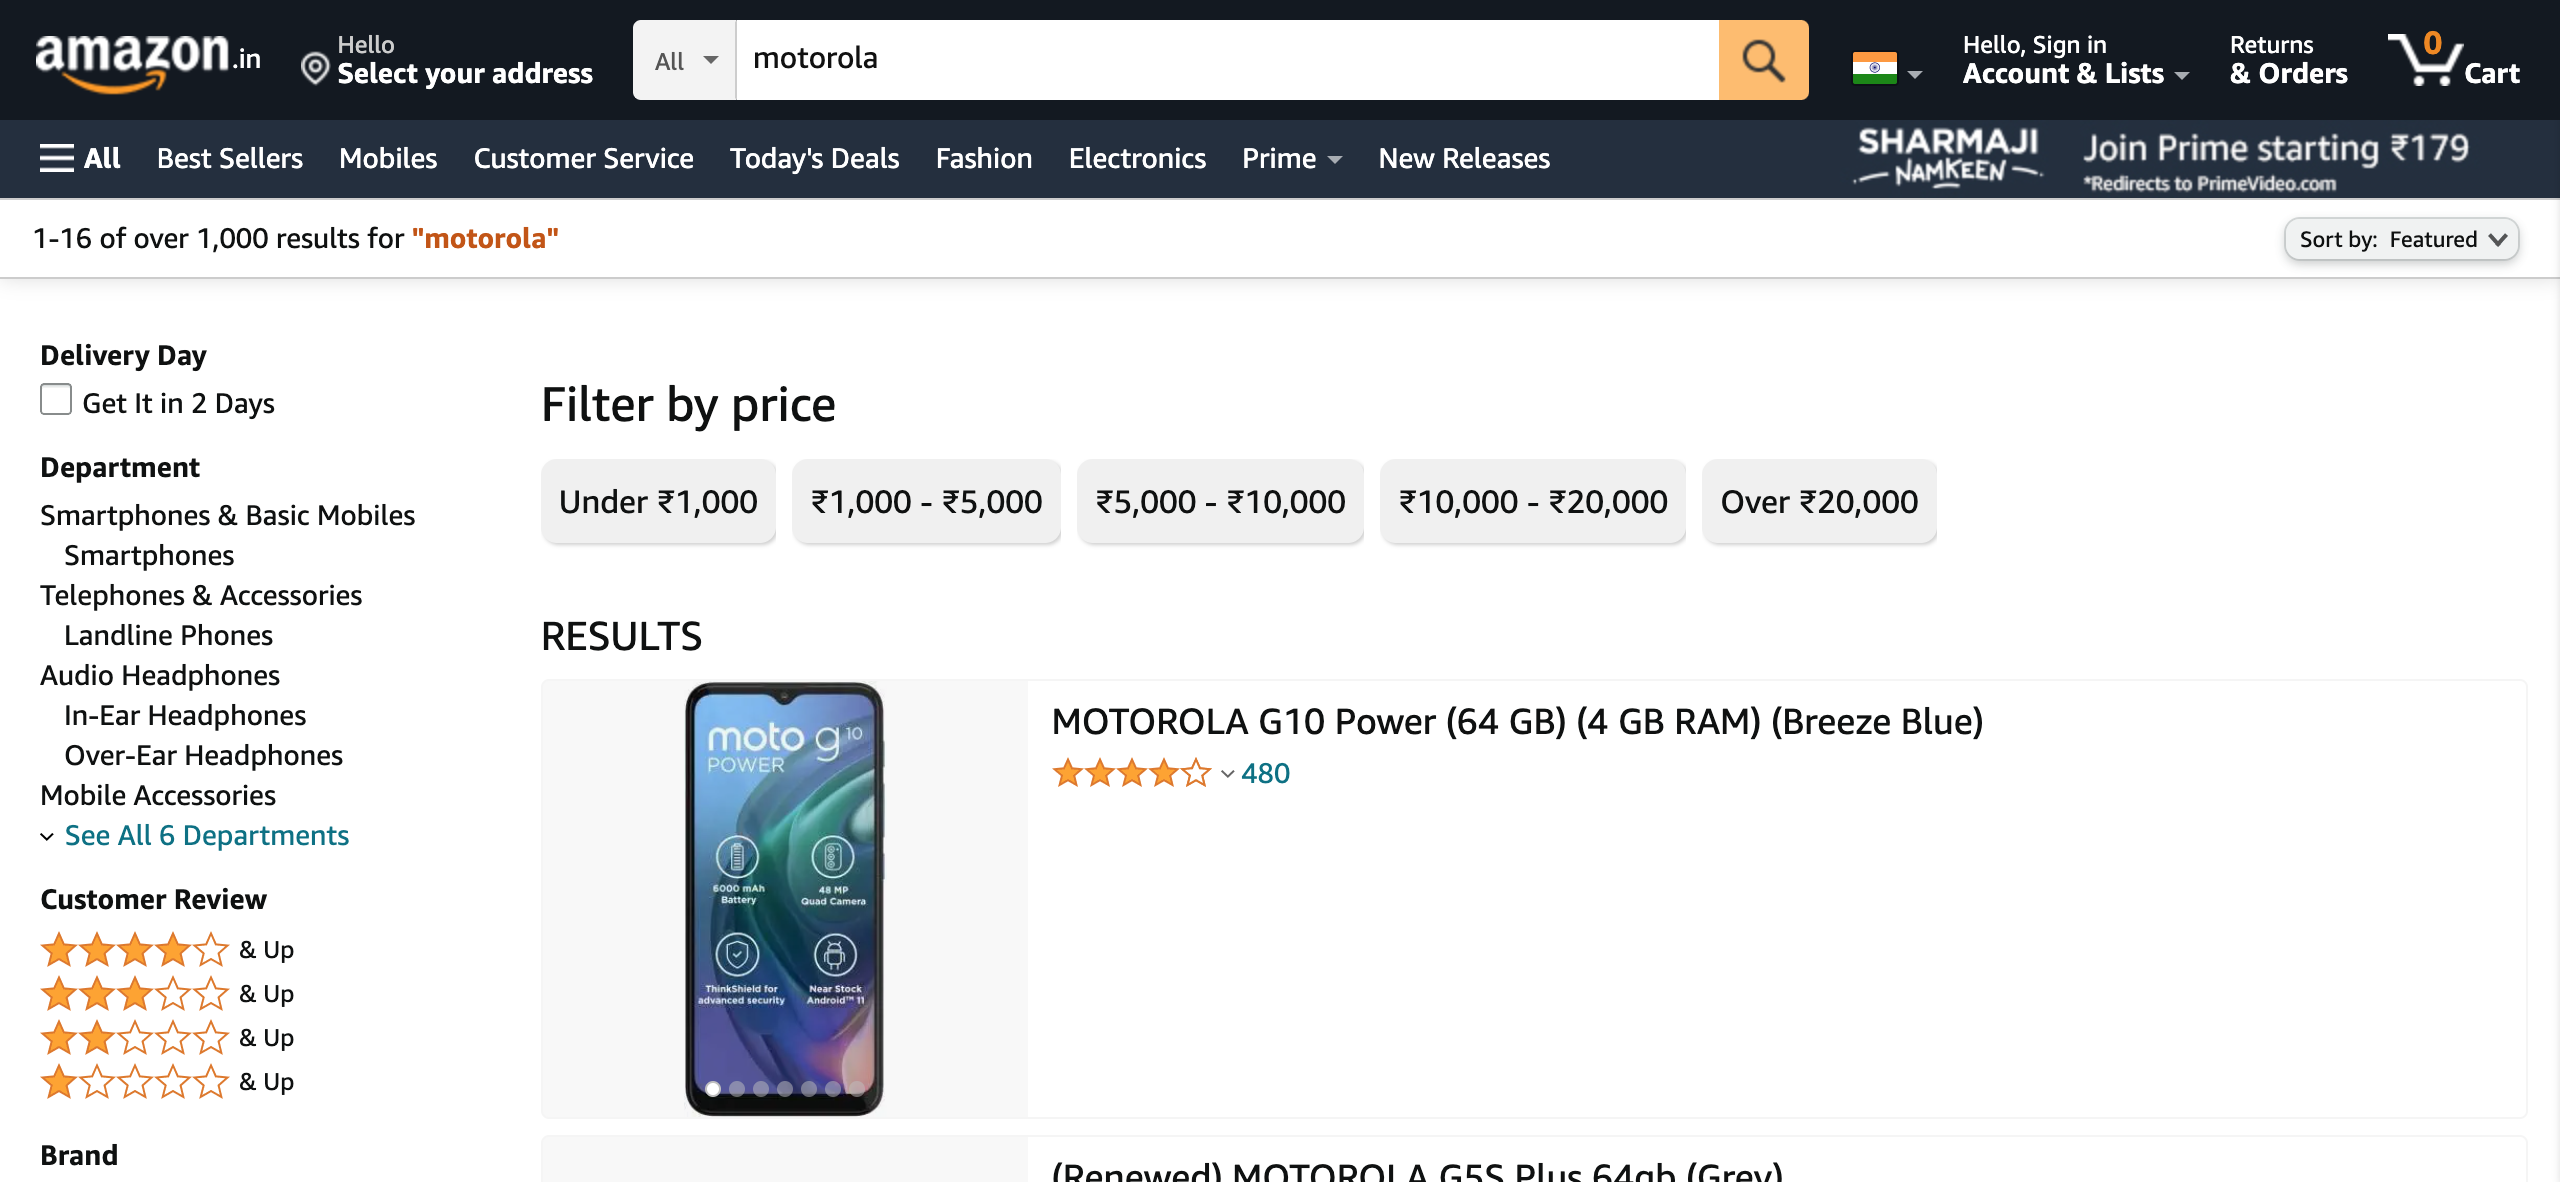 amazon.in
Hello
Select your address
All
motorola
Hello, Sign in
Account & Lists
Returns
& Orders
0
Cart
All
Best Sellers
Mobiles
Customer Service
Today's Deals
Fashion
Electronics
Prime
New Releases
SHARMAJI
NAMKEEN
Join Prime starting ₹179
*Redirects to PrimeVideo.com
1-16 of over 1,000 results for "motorola"
Sort by: Featured
Delivery Day
Get It in 2 Days
Department
Smartphones & Basic Mobiles
Smartphones
Telephones & Accessories
Landline Phones
Audio Headphones
In-Ear Headphones
Over-Ear Headphones
Mobile Accessories
See All 6 Departments
Customer Review
& Up
& Up
& Up
& Up
Brand
Filter by price
Under ₹1,000
₹1,000 - ₹5,000
₹5,000 - ₹10,000
₹10,000 - ₹20,000
Over ₹20,000
RESULTS
moto g10
POWER
6000 mAh
Battery
48 MP
Quad Camera
ThinkShield for
advanced security
Near Stock
Android™ 11
MOTOROLA G10 Power (64 GB) (4 GB RAM) (Breeze Blue)
480
(Renewed) MOTOROLA G5S Plus 64gb (Grey)